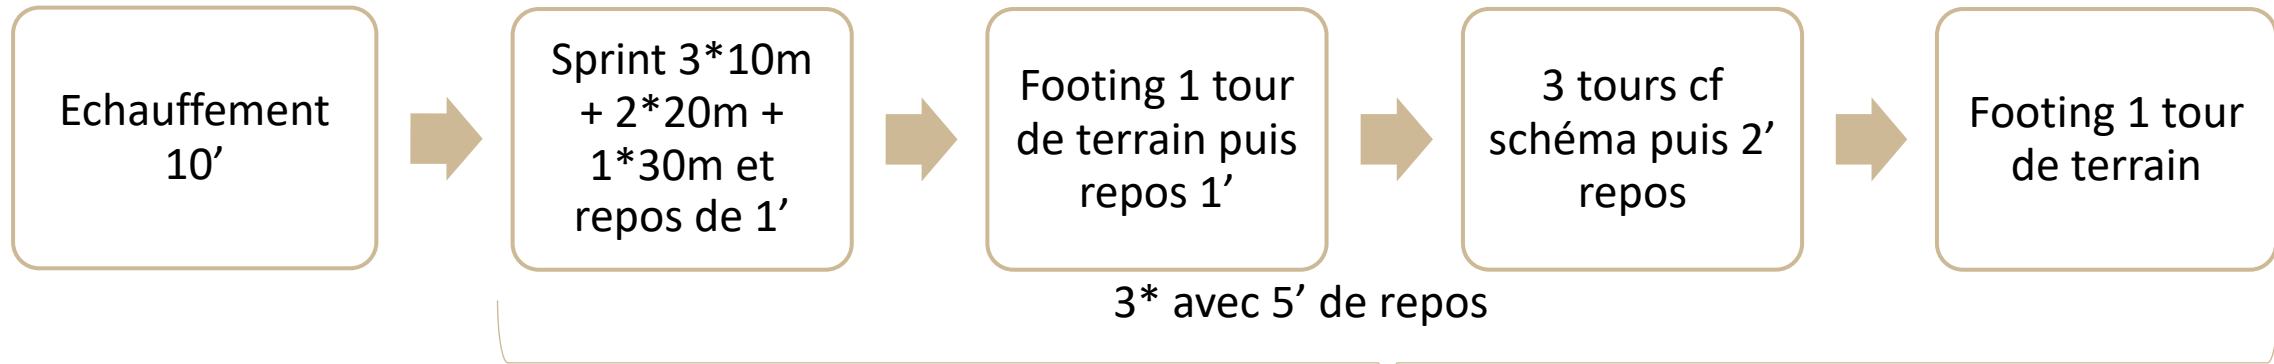 Echauffement
10’
Sprint 3*10m
+ 2*20m +
1*30m et
repos de 1’
Footing 1 tour
de terrain puis
repos 1’
3 tours cf
schéma puis 2’
repos
Footing 1 tour
de terrain
3* avec 5’ de repos